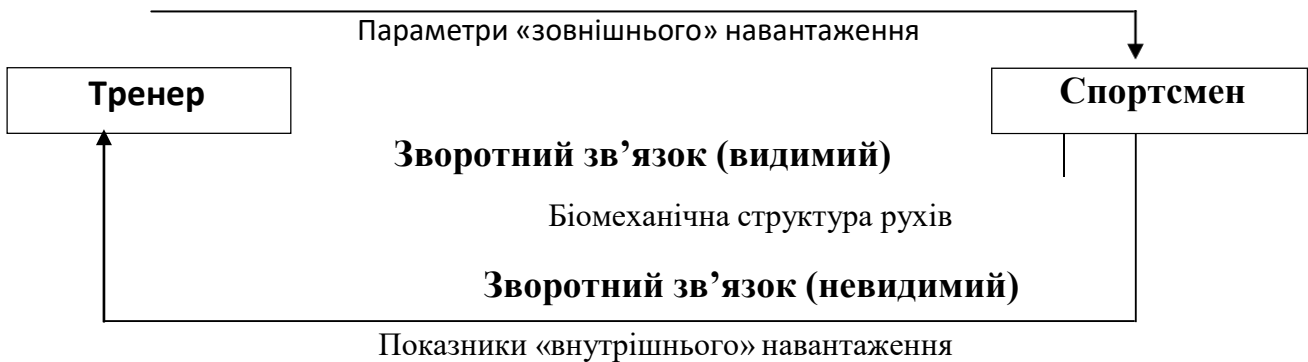 Параметри «зовнішнього» навантаження
Тренер
Спортсмен
Зворотний зв’язок (видимий)
Біомеханічна структура рухів
Зворотний зв’язок (невидимий)
Показники «внутрішнього» навантаження